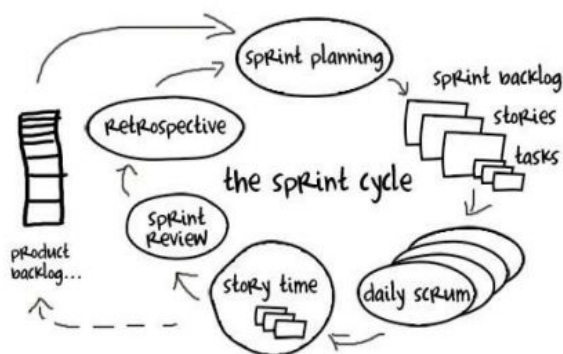 sprint planning
sprint backlog
stories
tasks
retrospective
the sprint cycle
sprint
review
product
backlog...
story time
daily scrum